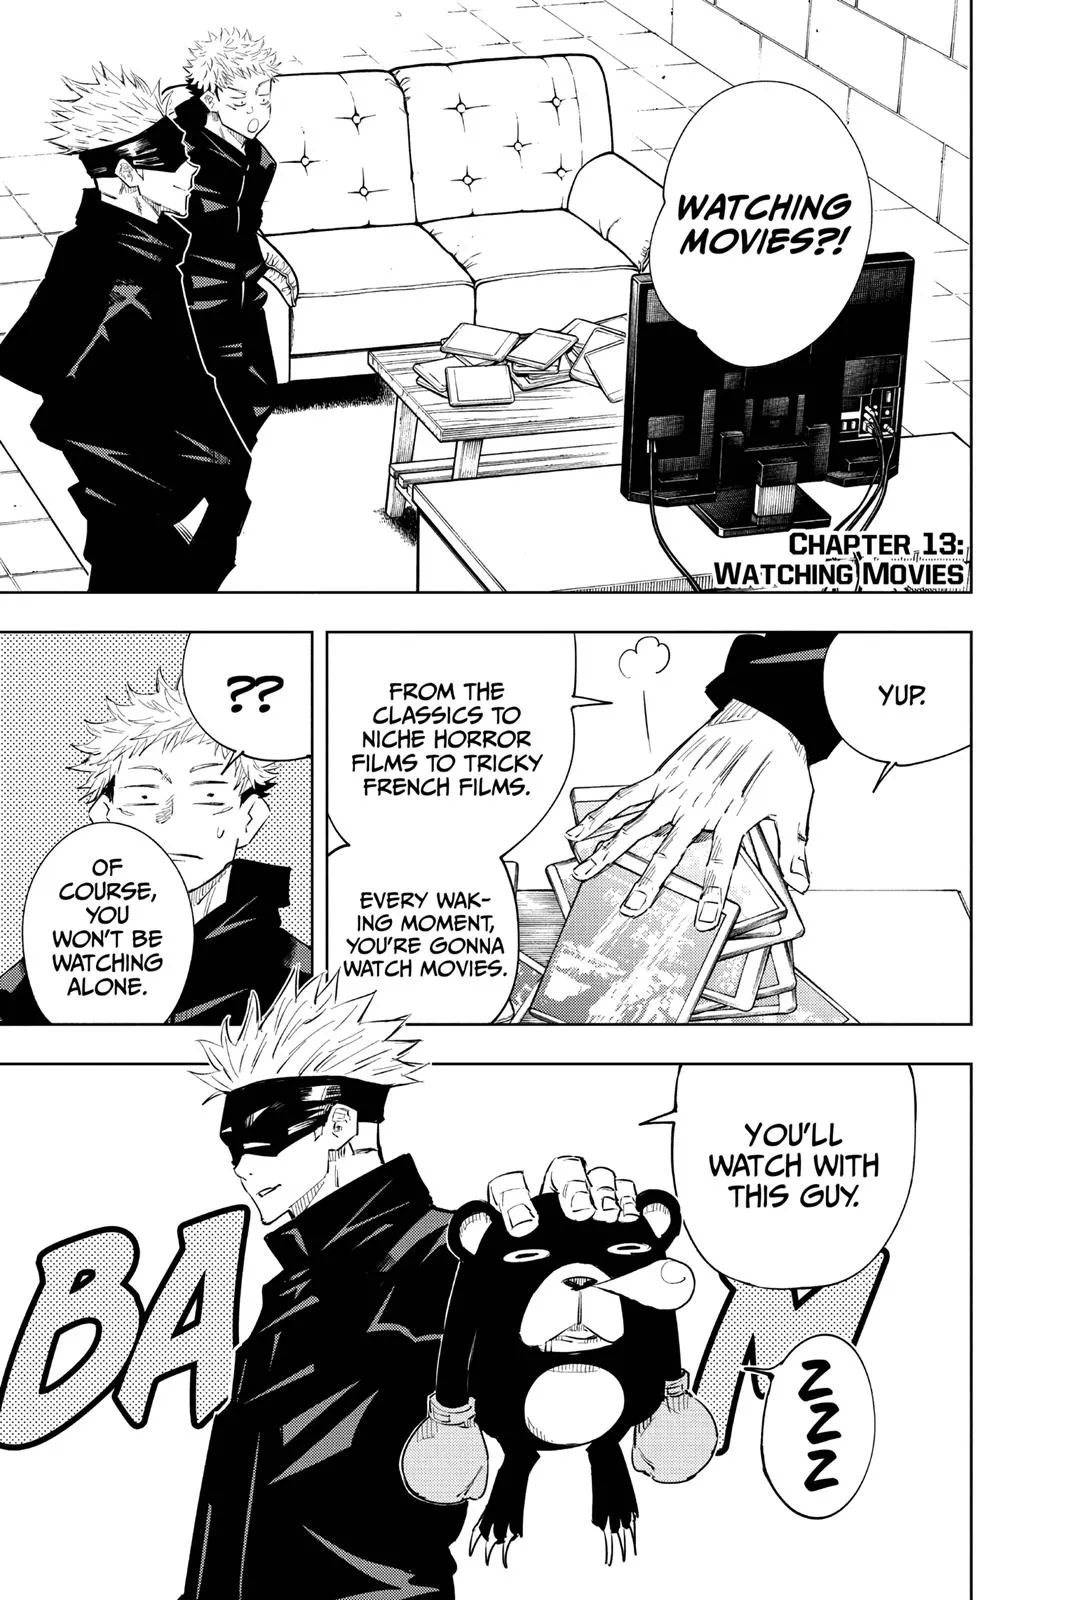 WATCHING
MOVIES?!
CHAPTER 13:
WATCHING MOVIES
YUP.
FROM THE
CLASSICS TO
NICHE HORROR
FILMS TO TRICKY
FRENCH FILMS.
EVERY WAK-
ING MOMENT,
YOU'RE GONNA
WATCH MOVIES.
??
OF
COURSE,
YOU
WON'T BE
WATCHING
ALONE.
YOU'LL
WATCH WITH
THIS GUY.
BAM
Z
Z
Z